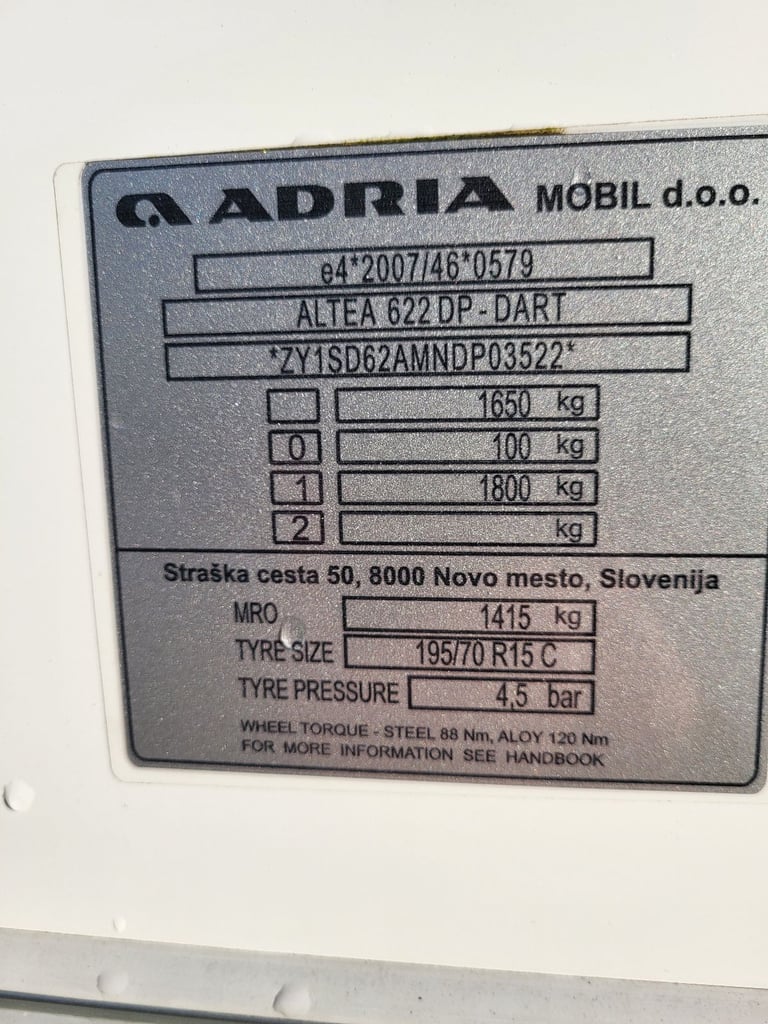 ADRIA MOBIL d.o.o.
e4*2007/46*0579
ALTEA 622 DP - DART
*ZY1SD62AMNDP03522*
1650 kg
0 100 kg
1 1800 kg
2 kg
Straška cesta 50, 8000 Novo mesto, Slovenija
MRO 1415 kg
TYRE SIZE 195/70 R15 C
TYRE PRESSURE 4,5 bar
WHEEL TORQUE - STEEL 88 Nm, ALOY 120 Nm
FOR MORE INFORMATION SEE HANDBOOK